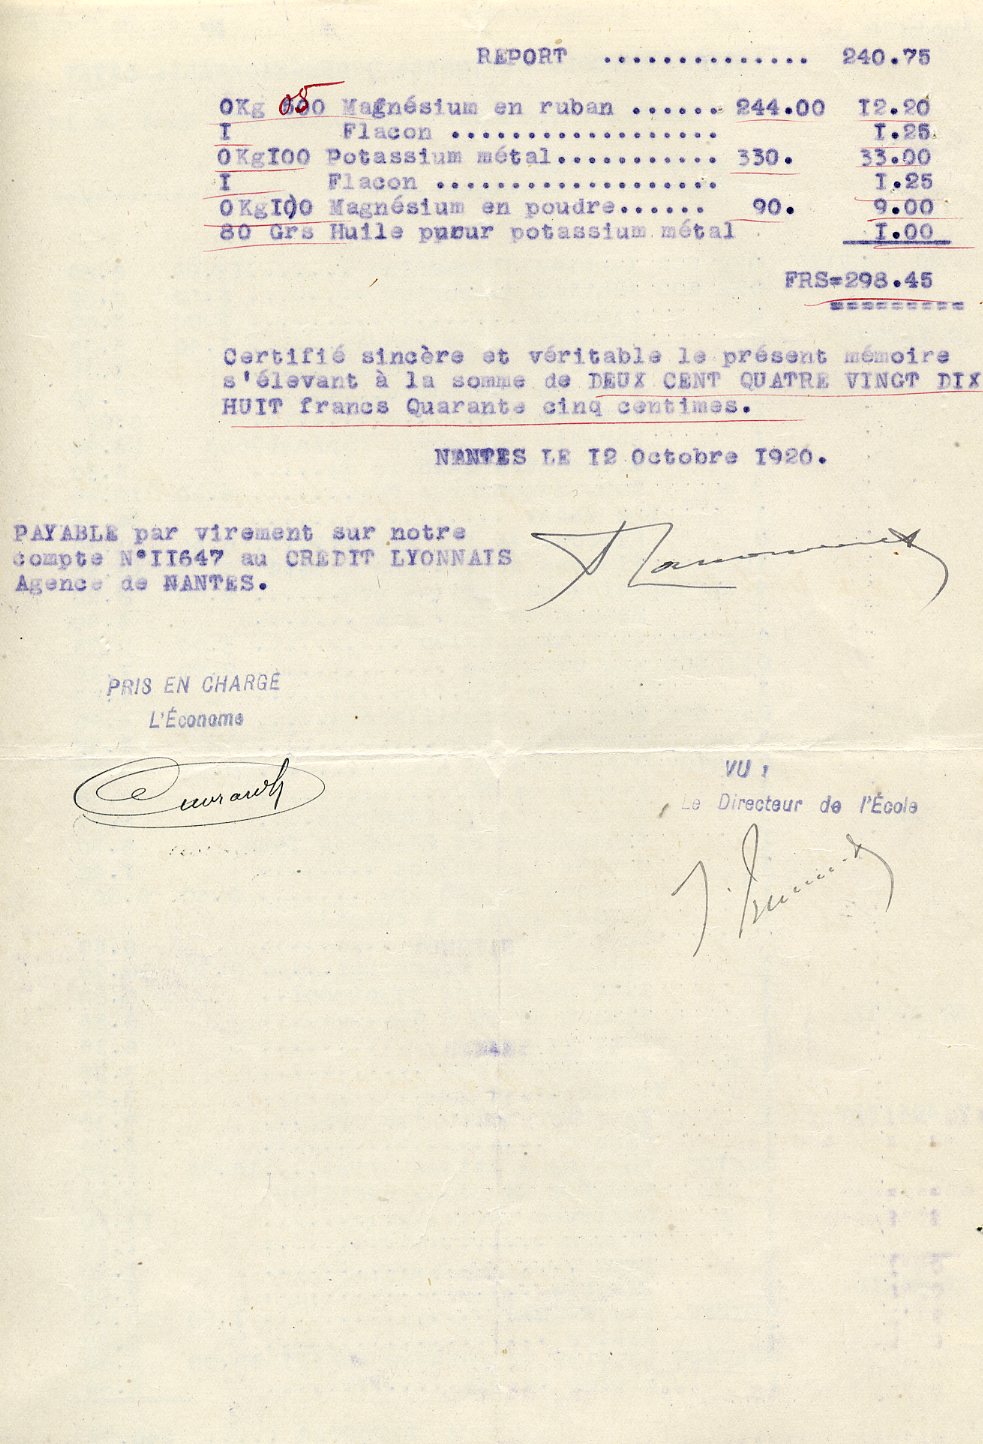 REPORT ............... 240.75
0Kg 05 Magnésium en ruban ...... 244.00 I2.20
I Flacon .................. I.25
0KgI00 Potassium métal........... 330. 33.00
I Flacon ................... I.25
0KgI00 Magnésium en poudre...... 90. 9.00
80 Grs Huile purur potassium métal I.00
FRS=298.45
=========
Certifié sincère et véritable le présent mémoire
s'élevant à la somme de DEUX CENT QUATRE VINGT DIX
HUIT francs Quarante cinq centimes.
NANTES LE I2 Octobre I920.
PAYABLE par virement sur notre
compte N°II647 au CREDIT LYONNAIS
Agence de NANTES.
PRIS EN CHARGE
L'Économe
VU :
Le Directeur de l'École